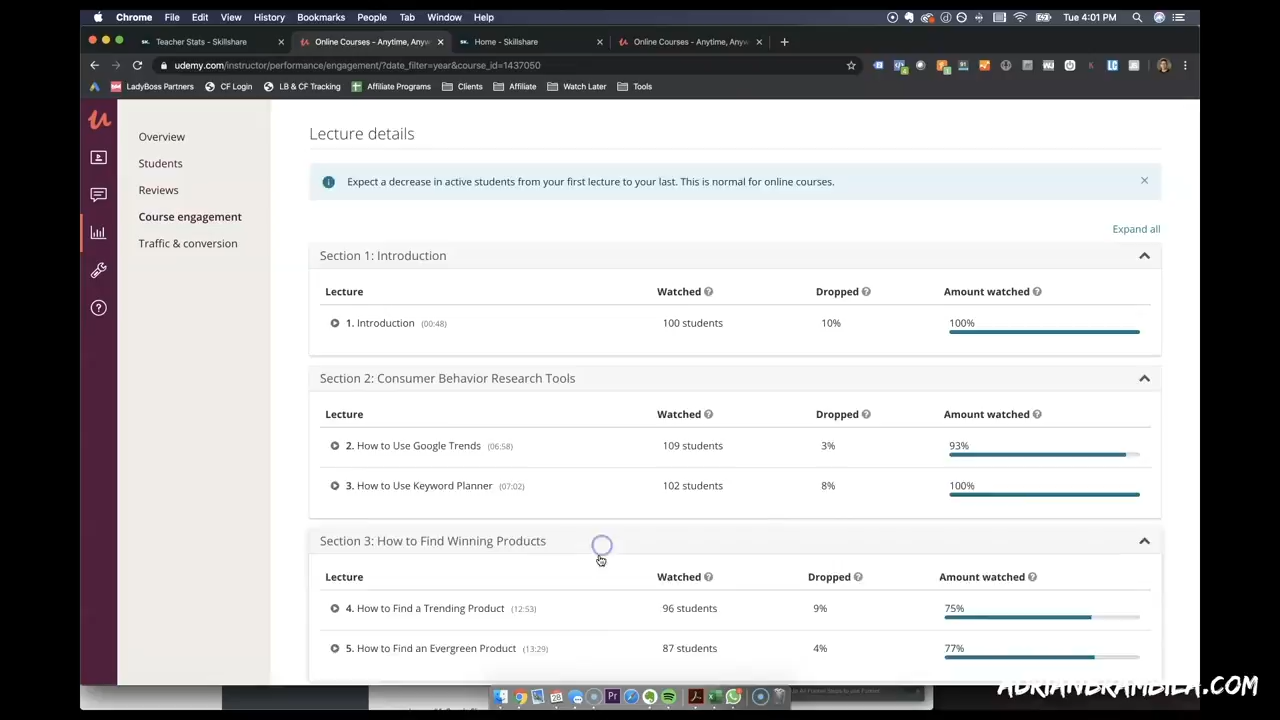 Chrome File Edit View History Bookmarks People Tab Window Help Tue 4:01 PM
Teacher Stats - Skillshare Online Courses - Anytime, Anyw Home - Skillshare Online Courses - Anytime, Anyw
udemy.com/instructor/performance/engagement/?date_filter=year&course_id=1437050
LadyBoss Partners CF Login LB & CF Tracking Affiliate Programs Clients Affiliate Watch Later Tools
Overview
Students
Reviews
Course engagement
Traffic & conversion
Lecture details
Expect a decrease in active students from your first lecture to your last. This is normal for online courses.
Expand all
Section 1: Introduction
Lecture Watched Dropped Amount watched
1. Introduction (00:48) 100 students 10% 100%
Section 2: Consumer Behavior Research Tools
Lecture Watched Dropped Amount watched
2. How to Use Google Trends (06:58) 109 students 3% 93%
3. How to Use Keyword Planner (07:02) 102 students 8% 100%
Section 3: How to Find Winning Products
Lecture Watched Dropped Amount watched
4. How to Find a Trending Product (12:53) 96 students 9% 75%
5. How to Find an Evergreen Product (13:29) 87 students 4% 77%
ADRIANBRAMBILA.COM